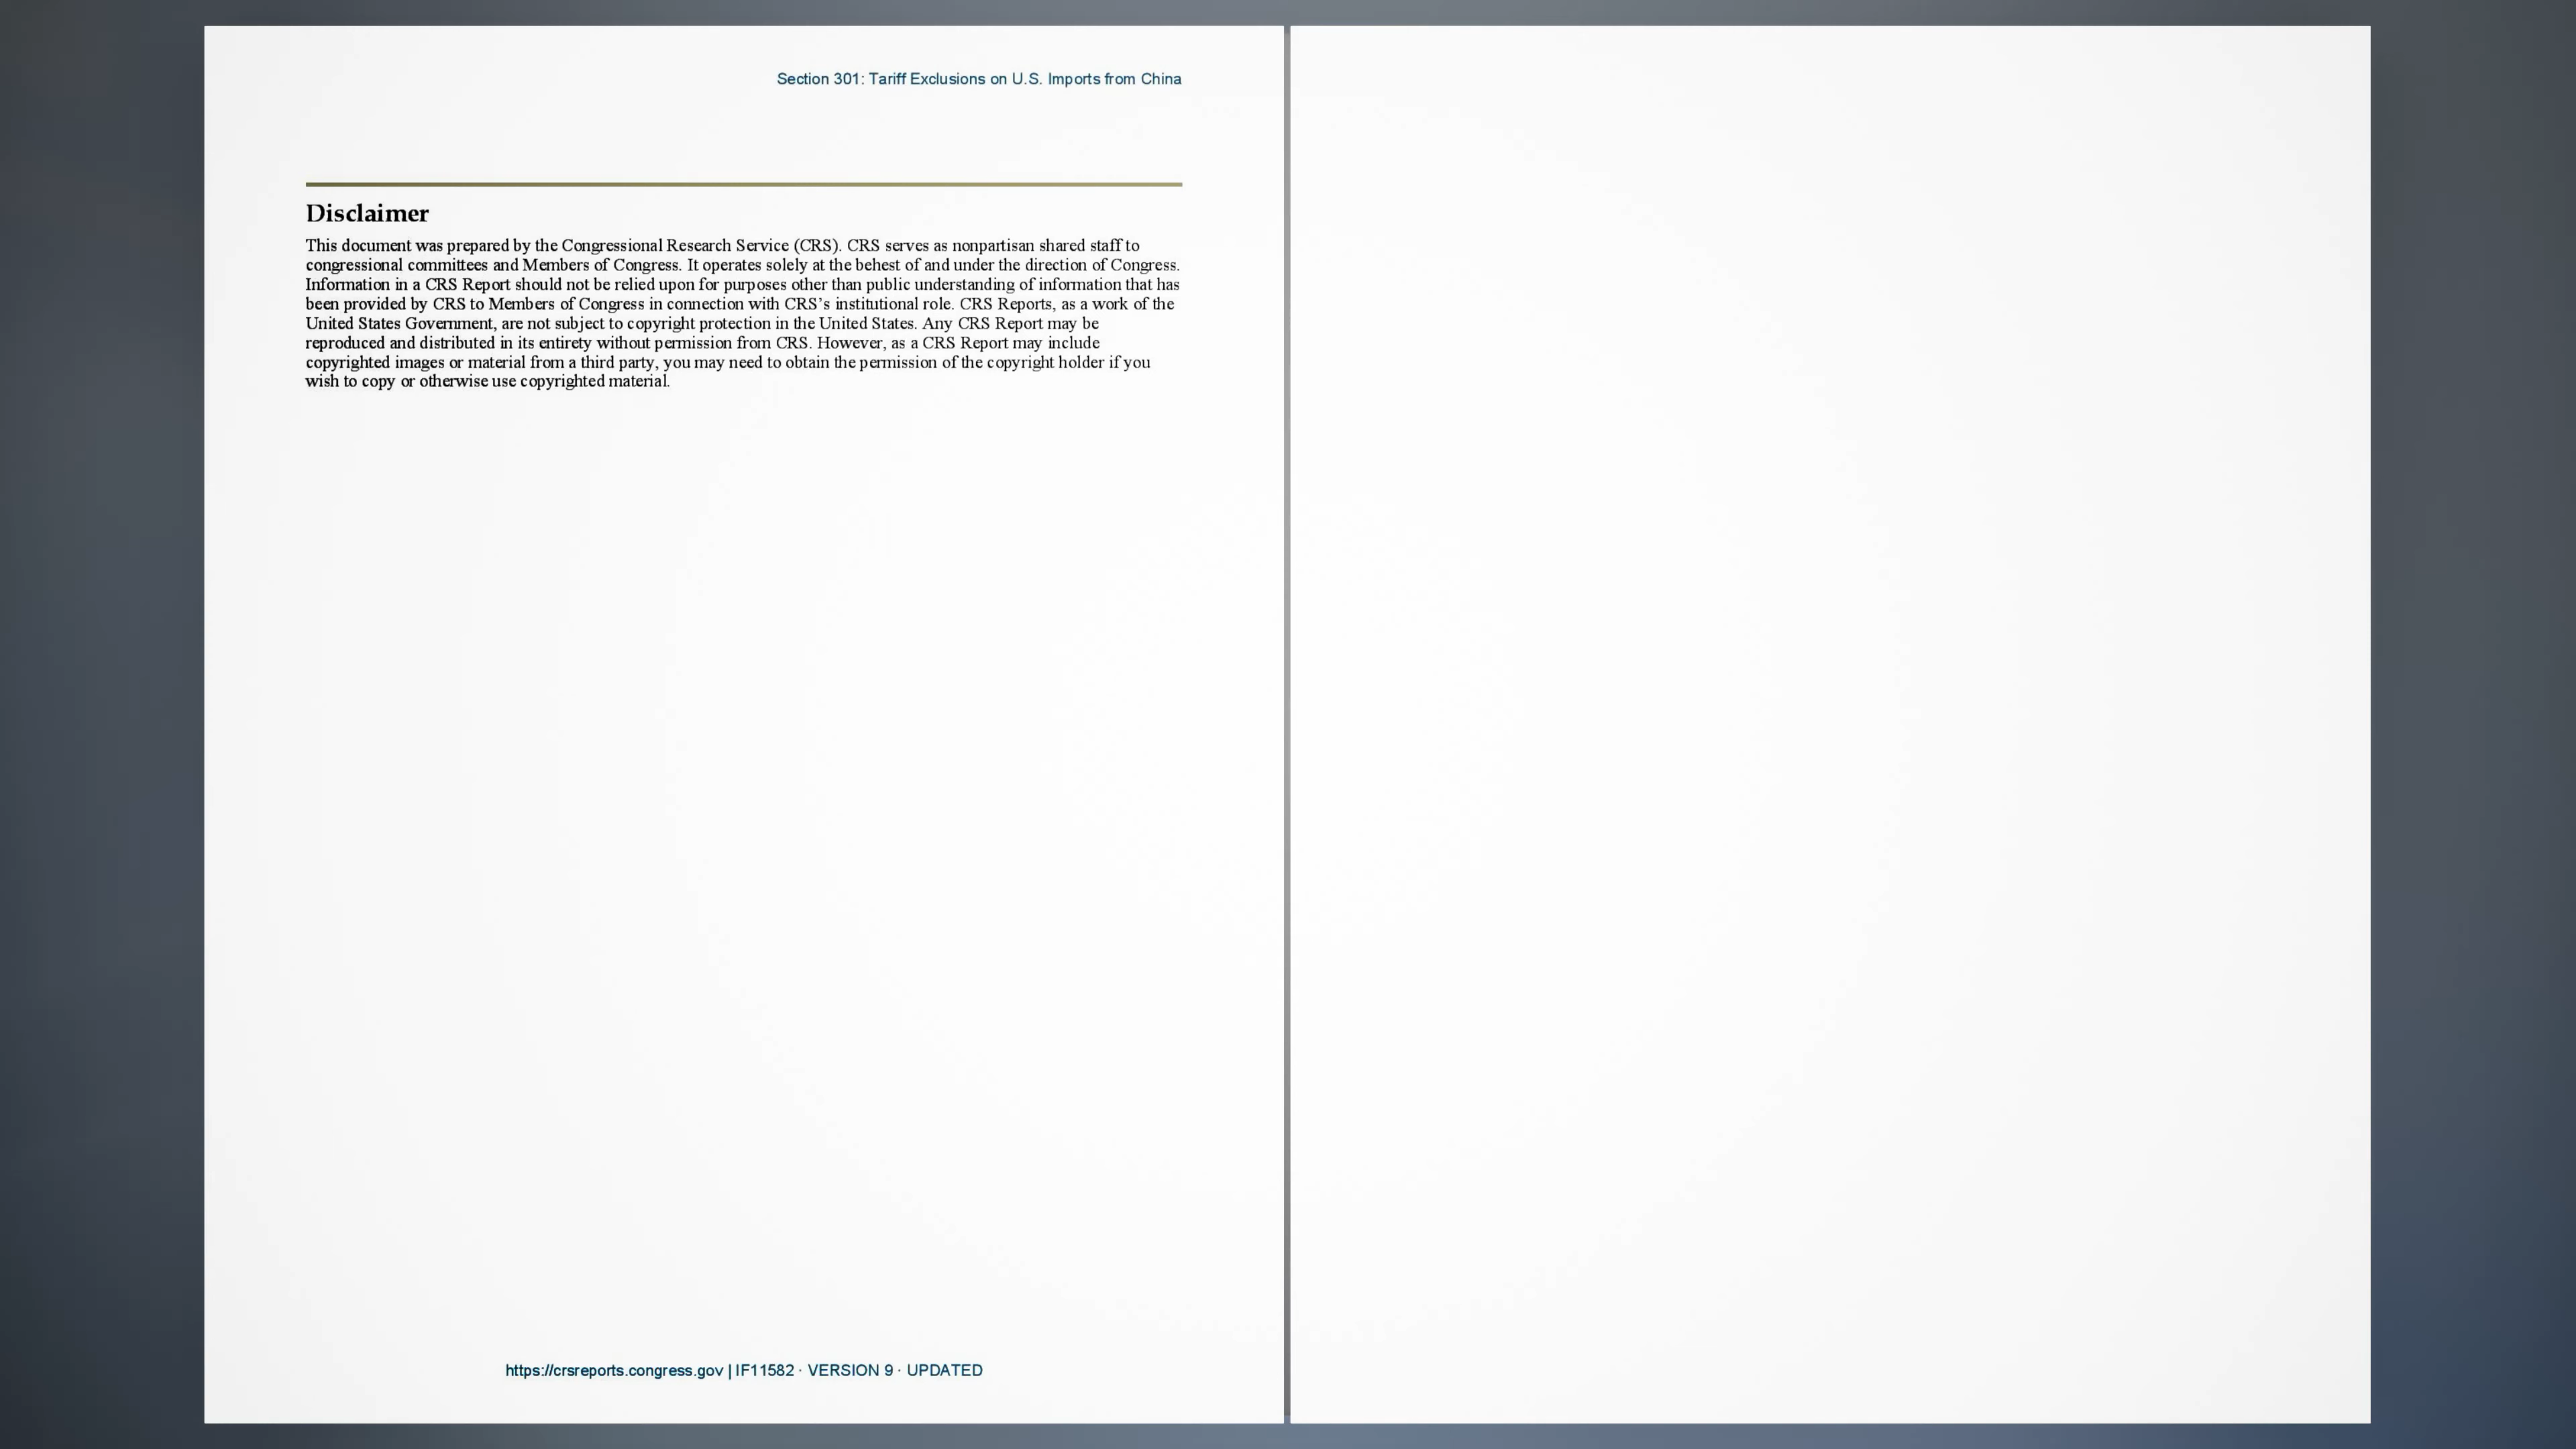 Section 301: Tariff Exclusions on U.S. Imports from China
Disclaimer
This document was prepared by the Congressional Research Service (CRS). CRS serves as nonpartisan shared staff to
congressional committees and Members of Congress. It operates solely at the behest of and under the direction of Congress.
Information in a CRS Report should not be relied upon for purposes other than public understanding of information that has
been provided by CRS to Members of Congress in connection with CRS’s institutional role. CRS Reports, as a work of the
United States Government, are not subject to copyright protection in the United States. Any CRS Report may be
reproduced and distributed in its entirety without permission from CRS. However, as a CRS Report may include
copyrighted images or material from a third party, you may need to obtain the permission of the copyright holder if you
wish to copy or otherwise use copyrighted material.
https://crsreports.congress.gov | IF11582 · VERSION 9 · UPDATED